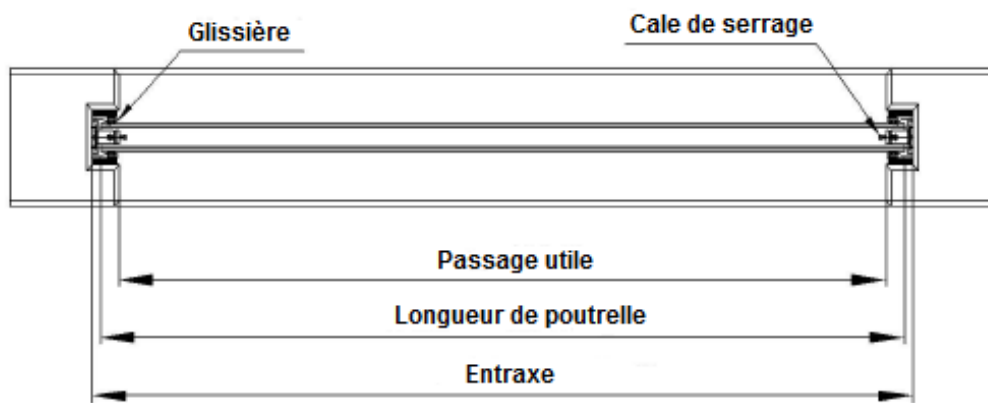 Glissière
Cale de serrage
Passage utile
Longueur de poutrelle
Entraxe